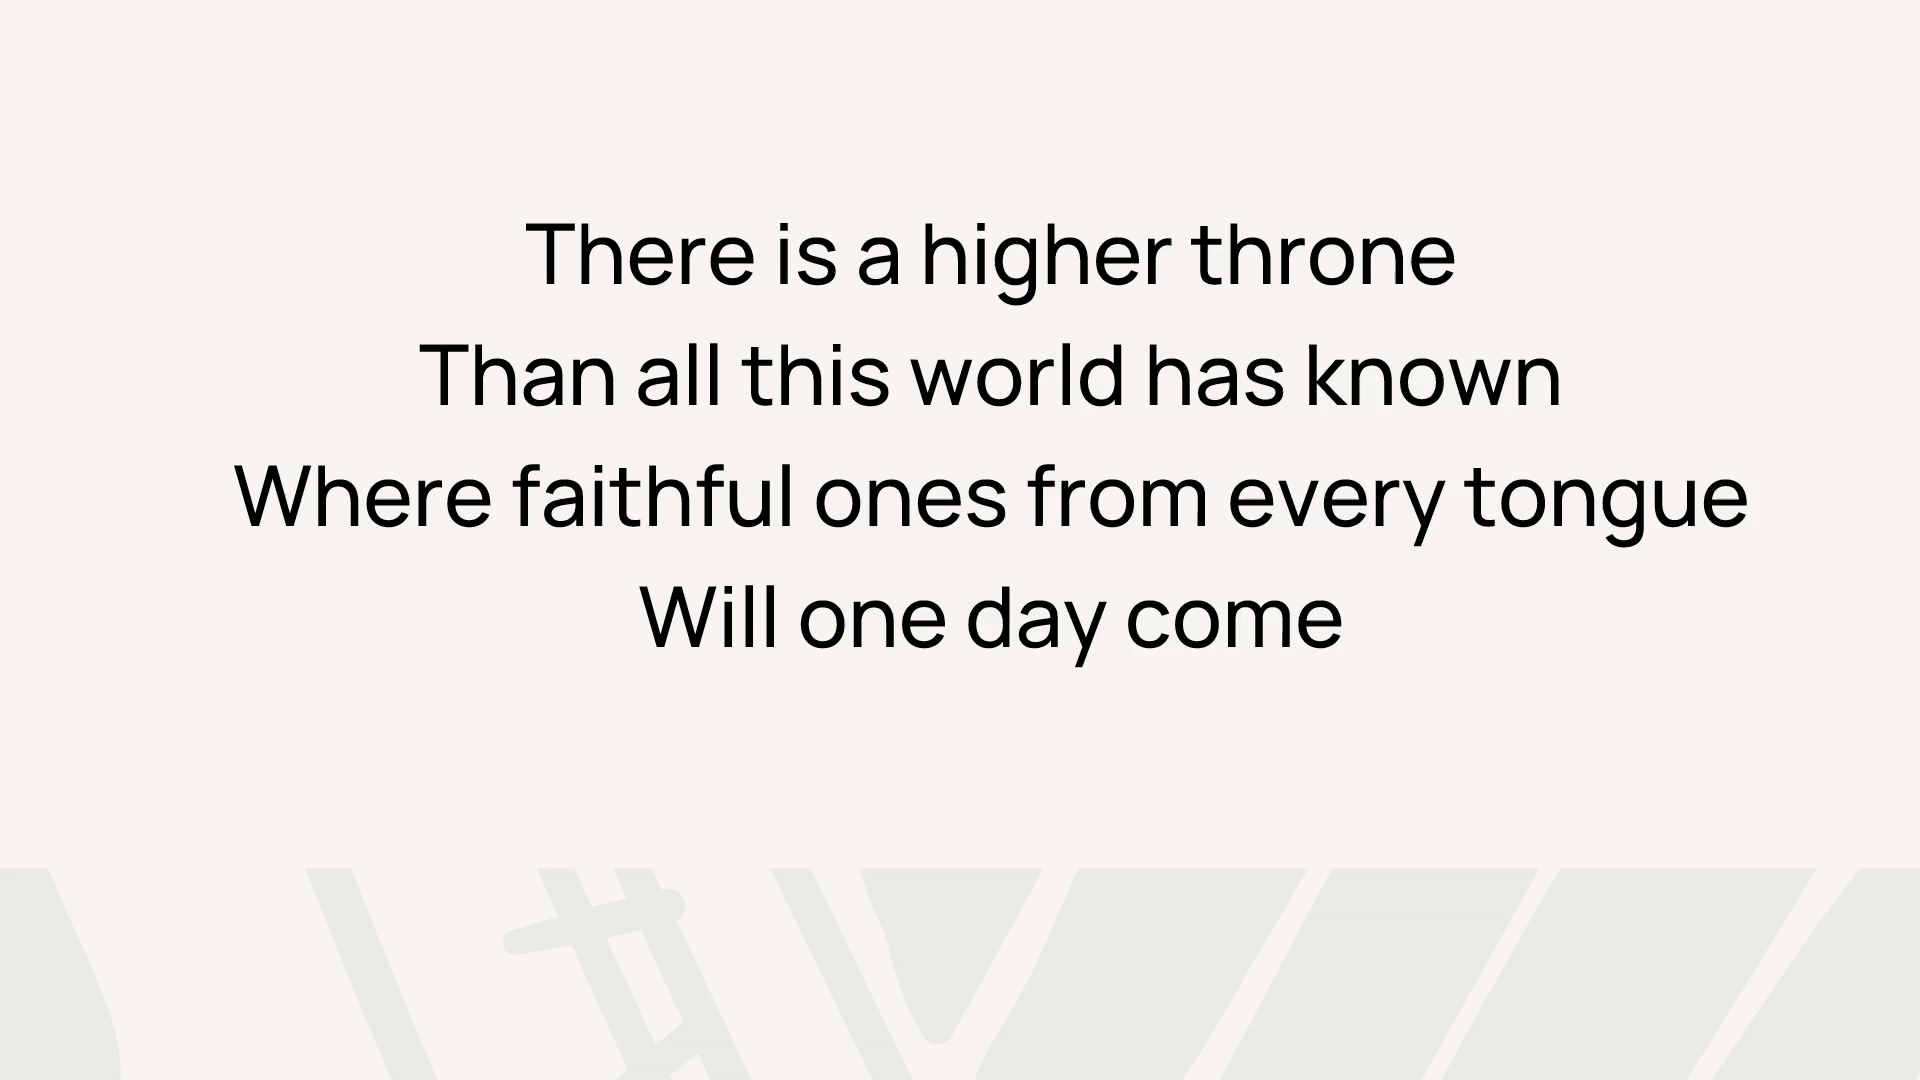 There is a higher throne
Than all this world has known
Where faithful ones from every tongue
Will one day come